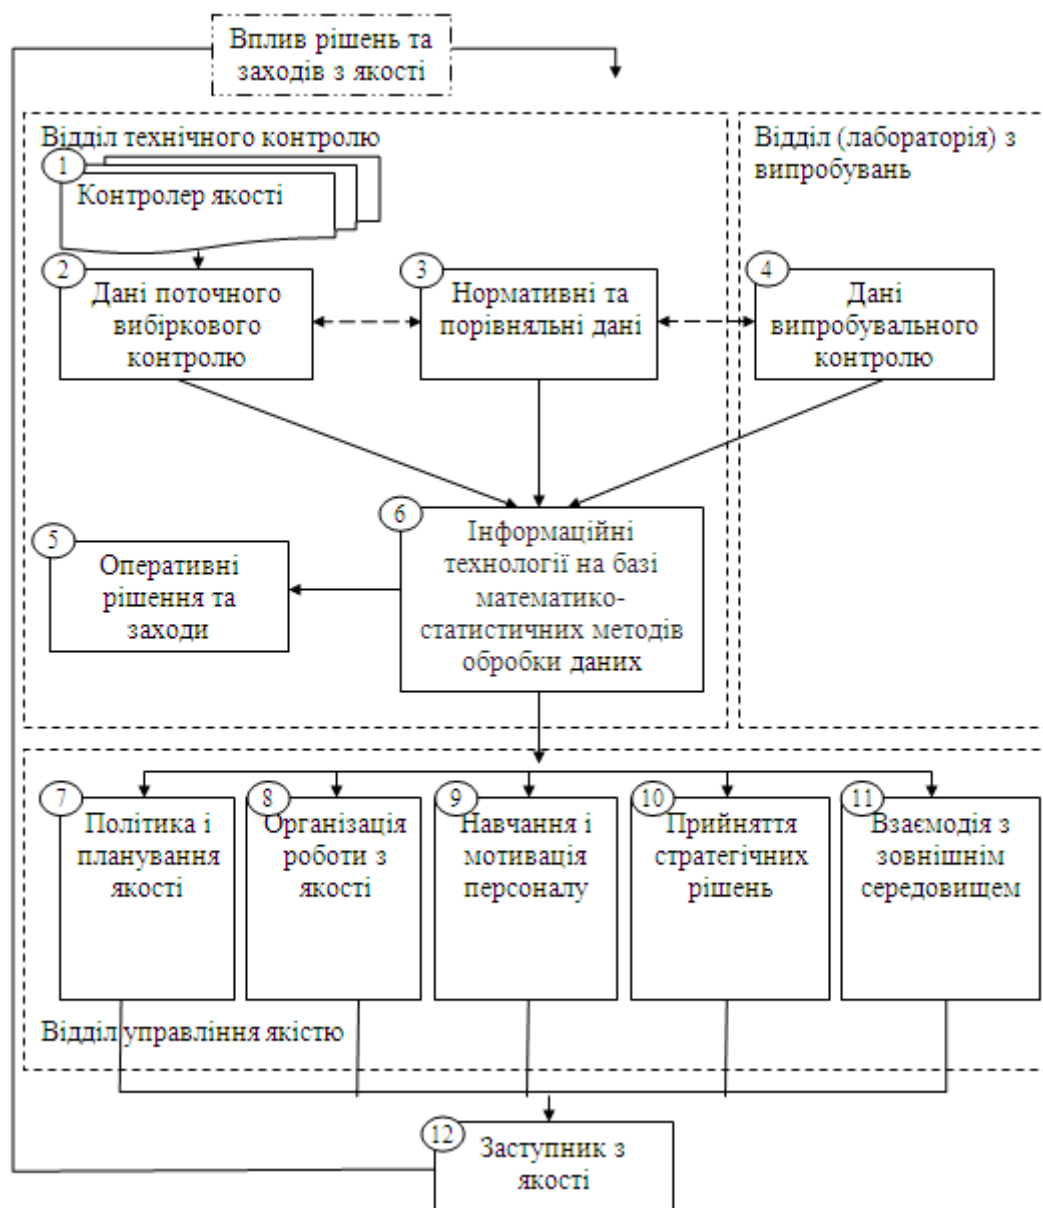 Вплив рішень та
заходів з якості
Відділ технічного контролю
1
Контролер якості
Відділ (лабораторія) з
випробувань
2
Дані поточного
вибіркового
контролю
3
Нормативні та
порівняльні дані
4
Дані
випробувального
контролю
5
Оперативні
рішення та
заходи
6
Інформаційні
технології на базі
математико-
статистичних методів
обробки даних
7
Політика і
планування
якості
8
Організація
роботи з
якості
9
Навчання і
мотивація
персоналу
10
Прийняття
стратегічних
рішень
11
Взаємодія з
зовнішнім
середовищем
Відділ управління якістю
12
Заступник з
якості